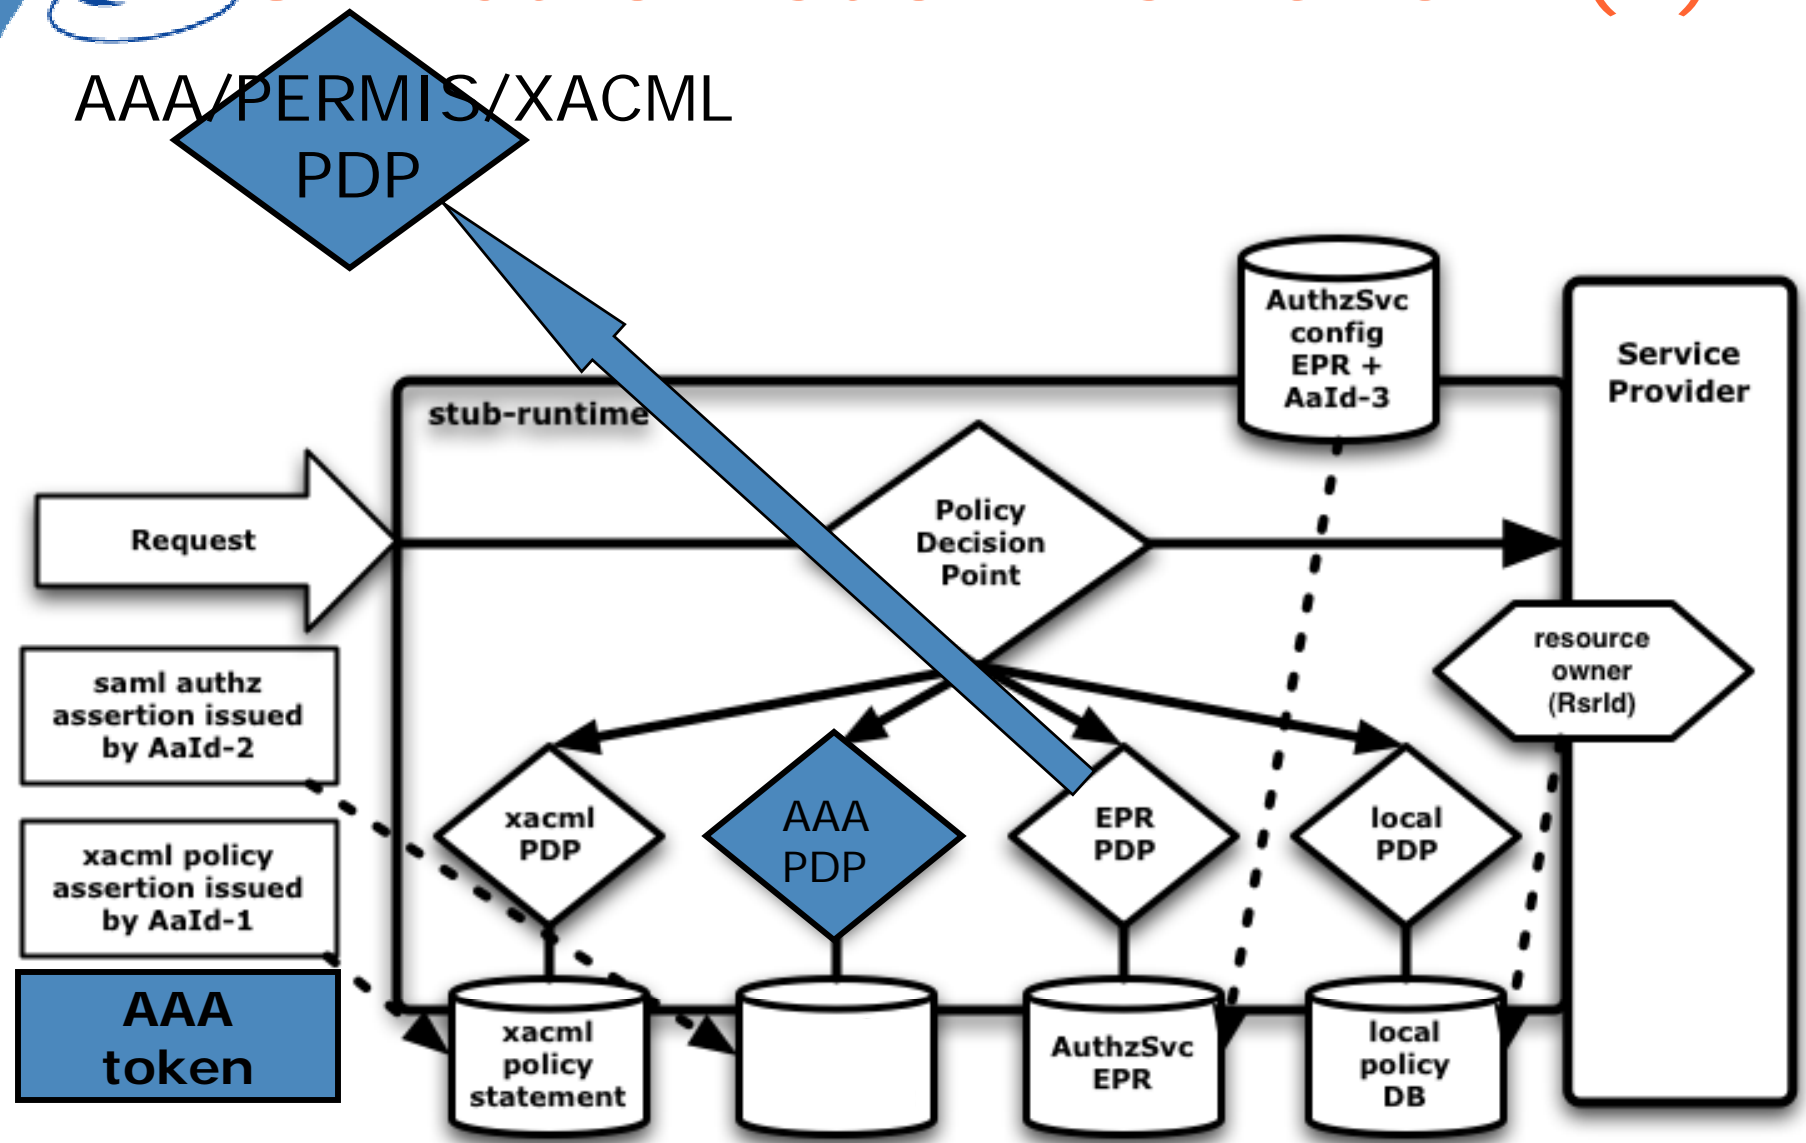 AAA/PERMIS/XACML
PDP
AuthzSvc
config
EPR +
AaId-3
Service
Provider
stub-runtime
Request
Policy
Decision
Point
resource
owner
(RsrId)
saml authz
assertion issued
by AaId-2
xacml policy
assertion issued
by AaId-1
AAA
token
xacml
PDP
AAA
PDP
EPR
PDP
local
PDP
xacml
policy
statement
AuthzSvc
EPR
local
policy
DB